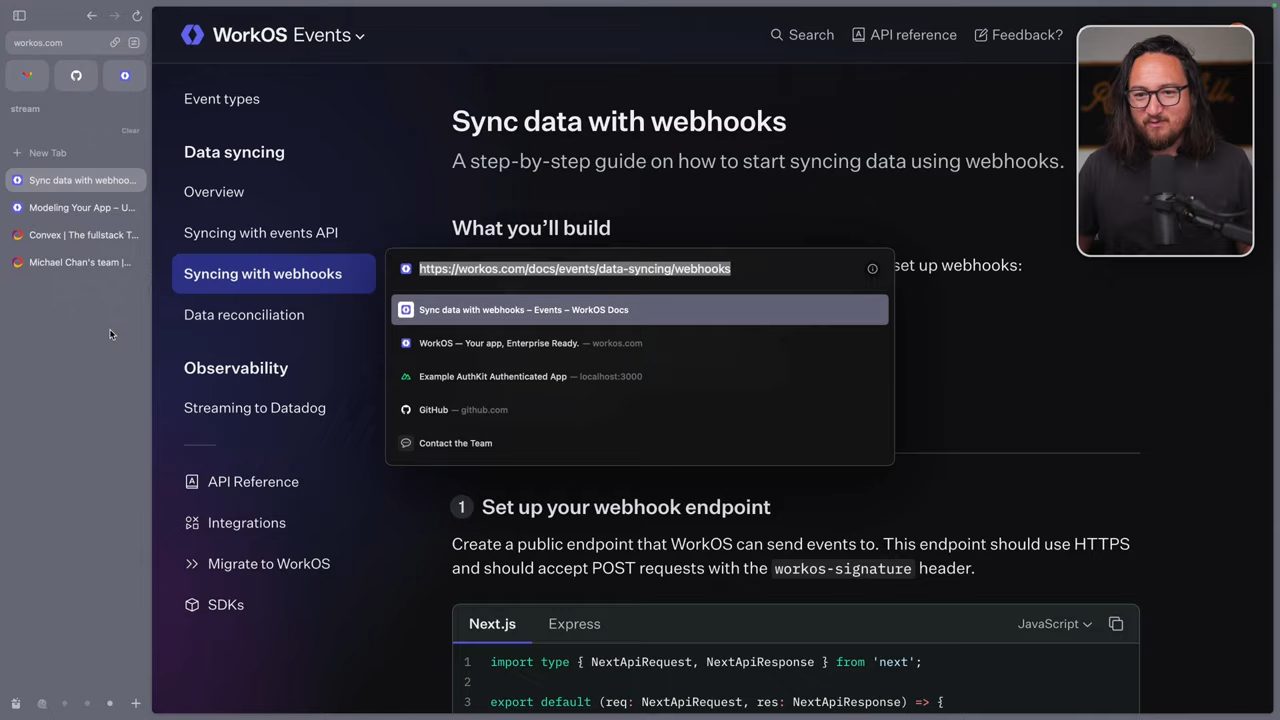 workos.com
stream
Clear
New Tab
Sync data with webhoo...
Modeling Your App – U...
Convex | The fullstack T...
Michael Chan's team |...
WorkOS Events
Search
API reference
Feedback?
Event types
Data syncing
Overview
Syncing with events API
Syncing with webhooks
Data reconciliation
Observability
Streaming to Datadog
API Reference
Integrations
Migrate to WorkOS
SDKs
Sync data with webhooks
A step-by-step guide on how to start syncing data using webhooks.
What you'll build
set up webhooks:
https://workos.com/docs/events/data-syncing/webhooks
Sync data with webhooks – Events – WorkOS Docs
WorkOS — Your app, Enterprise Ready. — workos.com
Example AuthKit Authenticated App — localhost:3000
GitHub — github.com
Contact the Team
1 Set up your webhook endpoint
Create a public endpoint that WorkOS can send events to. This endpoint should use HTTPS
and should accept POST requests with the workos-signature header.
Next.js Express JavaScript
1 import type { NextApiRequest, NextApiResponse } from 'next';
2
3 export default (req: NextApiRequest, res: NextApiResponse) => {